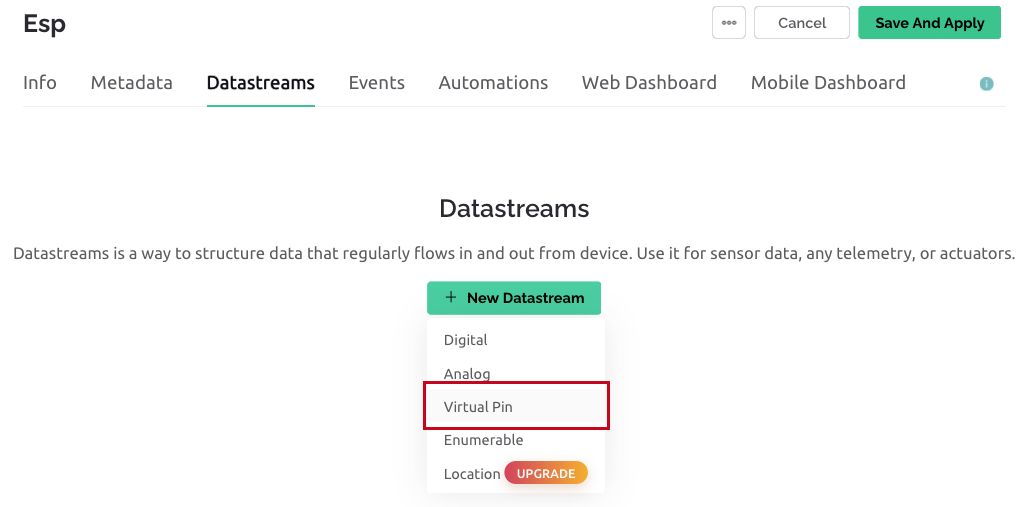 Esp
Cancel
Save And Apply
Info Metadata Datastreams Events Automations Web Dashboard Mobile Dashboard
Datastreams
Datastreams is a way to structure data that regularly flows in and out from device. Use it for sensor data, any telemetry, or actuators.
+ New Datastream
Digital
Analog
Virtual Pin
Enumerable
Location UPGRADE